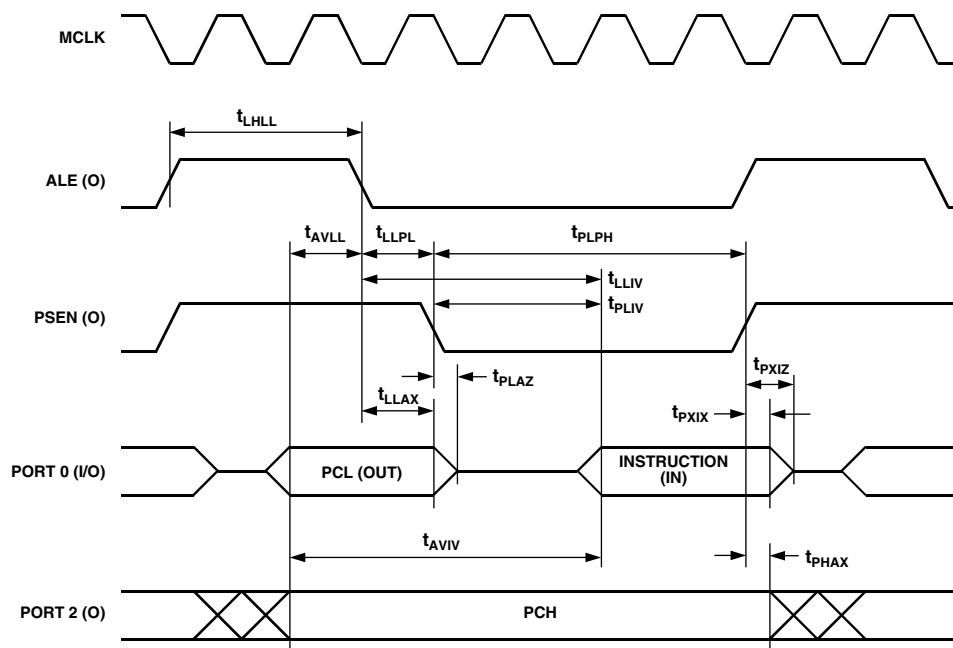 MCLK
tLHLL
ALE (O)
tAVLL
tLLPL
tPLPH
tLLIV
tPLIV
PSEN (O)
tPLAZ
tPXIZ
tLLAX
tPXIX
PORT 0 (I/O)
PCL (OUT)
INSTRUCTION
(IN)
tAVIV
tPHAX
PORT 2 (O)
PCH